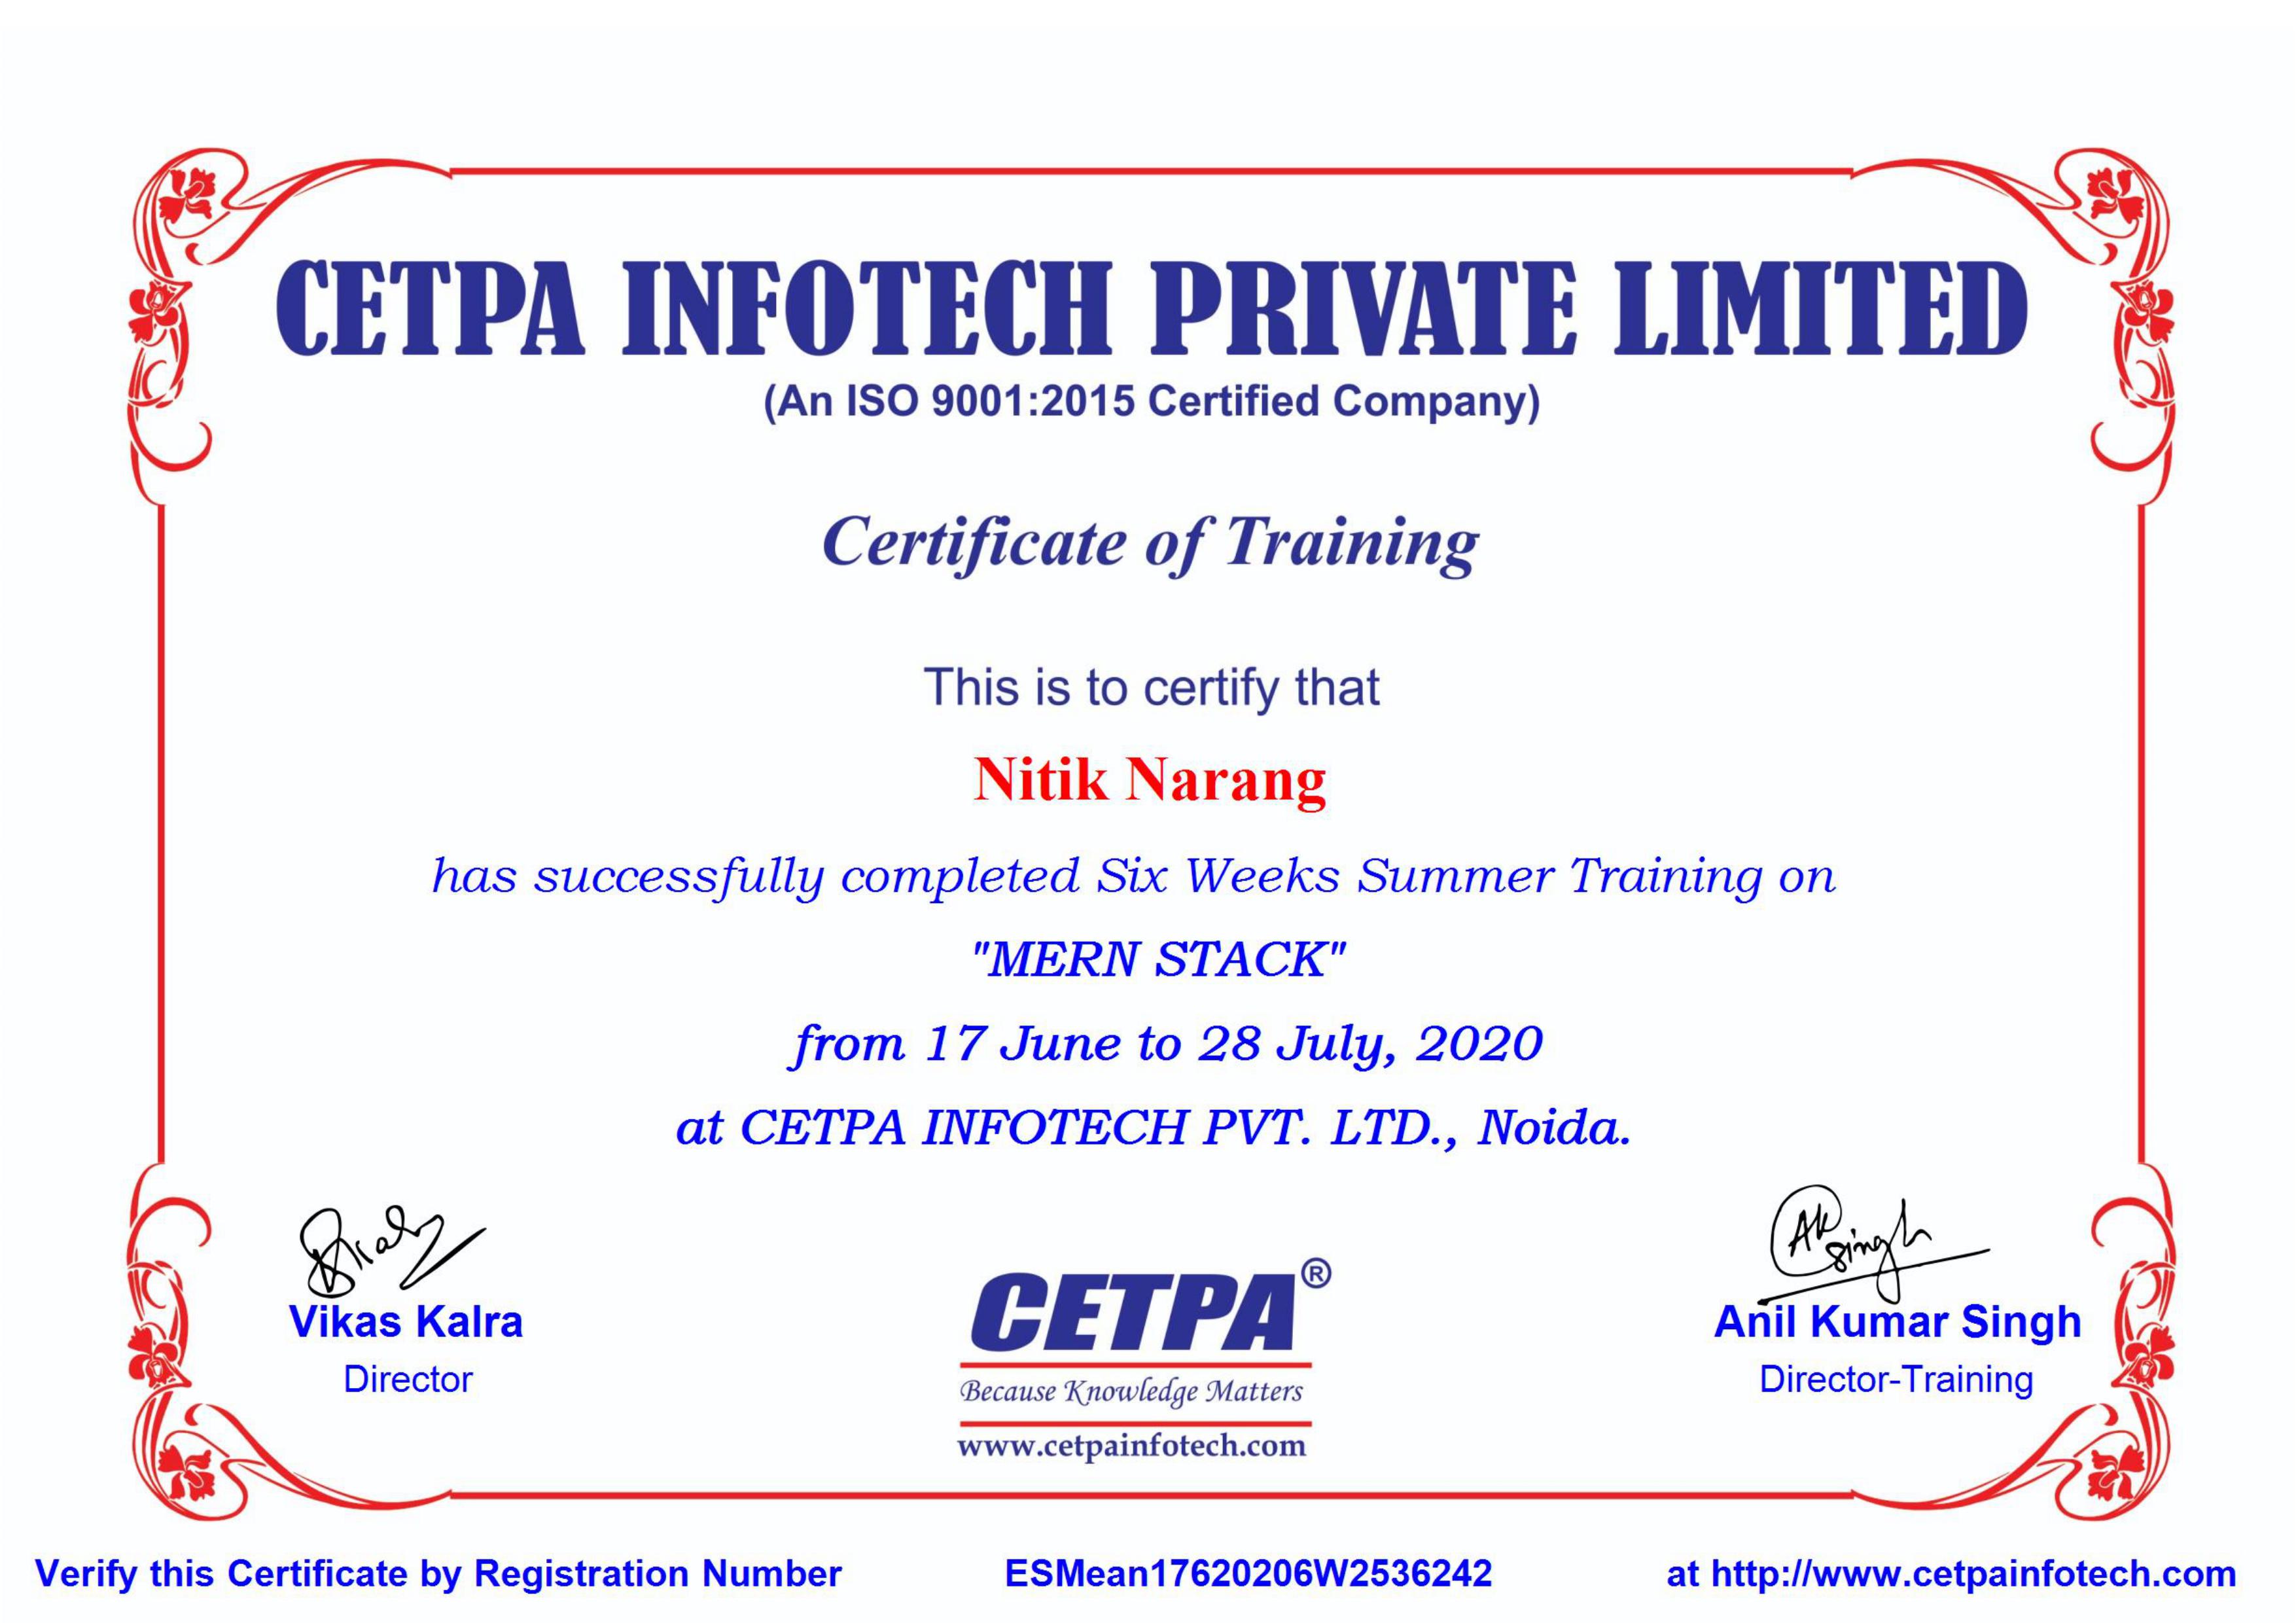 CETPA INFOTECH PRIVATE LIMITED
(An ISO 9001:2015 Certified Company)
Certificate of Training
This is to certify that
Nitik Narang
has successfully completed Six Weeks Summer Training on
"MERN STACK"
from 17 June to 28 July, 2020
at CETPA INFOTECH PVT. LTD., Noida.
Vikas Kalra
Director
CETPA®
Because Knowledge Matters
www.cetpainfotech.com
AK Singh
Anil Kumar Singh
Director-Training
Verify this Certificate by Registration Number ESMean17620206W2536242 at http://www.cetpainfotech.com